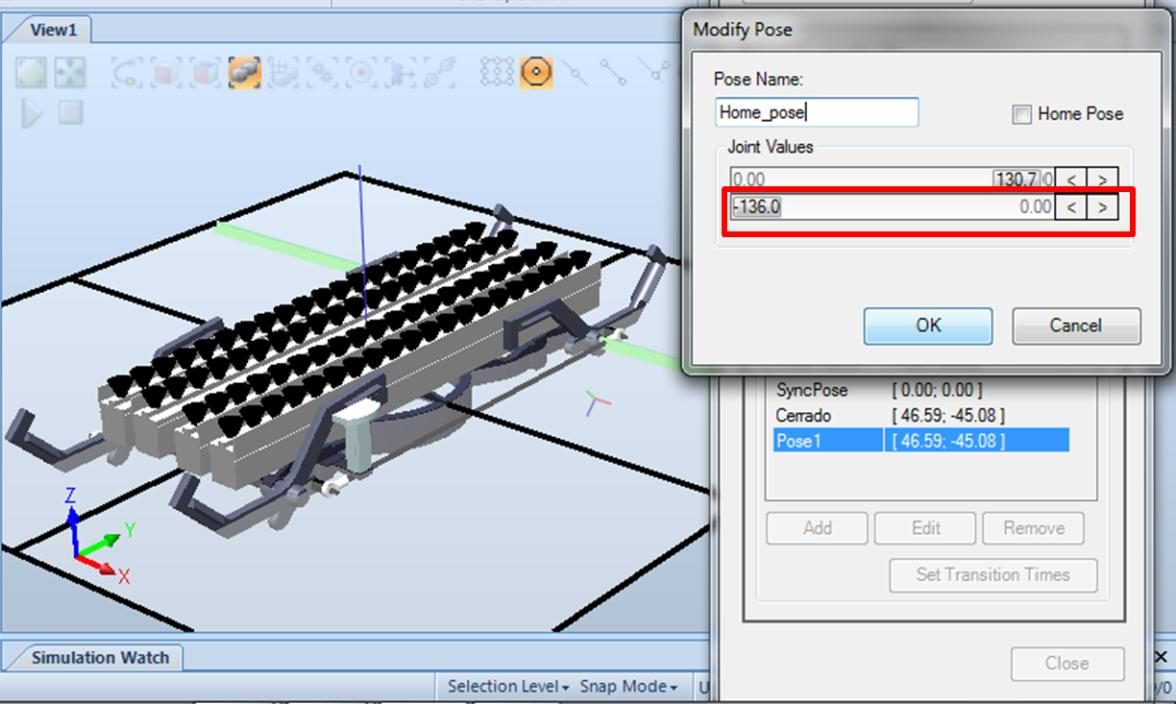 View1
Modify Pose
Pose Name:
Home_pose
Home Pose
Joint Values
0.00 130.7 0 < >
-136.0 0.00 < >
OK Cancel
SyncPose [ 0.00; 0.00 ]
Cerrado [ 46.59; -45.08 ]
Pose1 [ 46.59; -45.08 ]
Add Edit Remove
Set Transition Times
Z
Y
X
Simulation Watch
Close
Selection Level Snap Mode U
/0